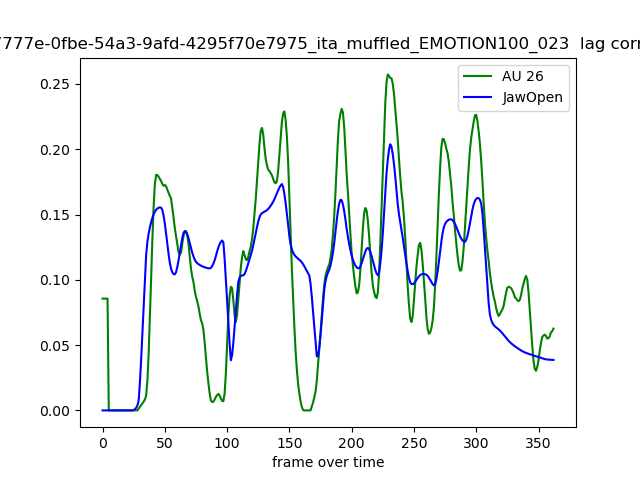 7777e-0fbe-54a3-9afd-4295f70e7975_ita_muffled_EMOTION100_023 lag corr
AU 26
JawOpen
0.25
0.20
0.15
0.10
0.05
0.00
0 50 100 150 200 250 300 350
frame over time